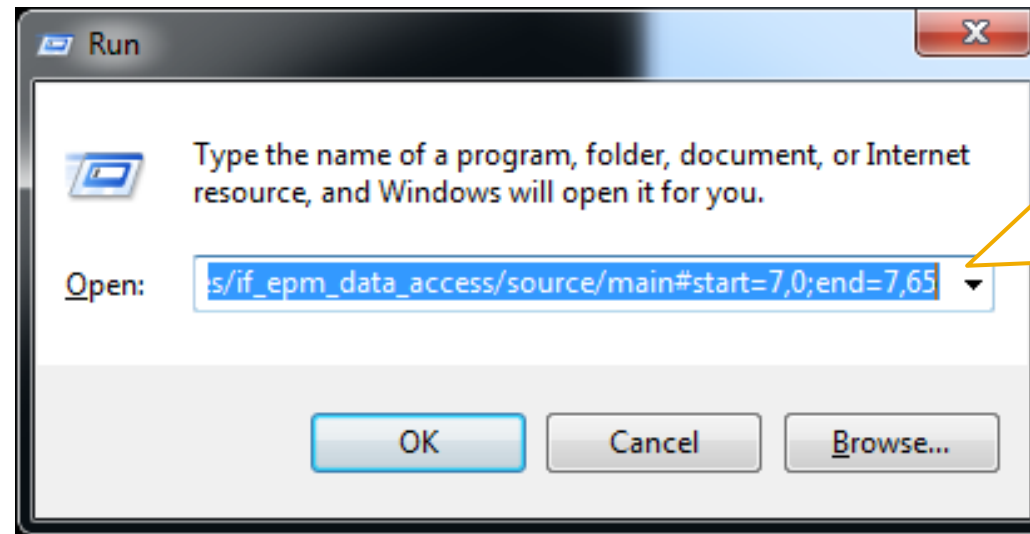 Run
Type the name of a program, folder, document, or Internet
resource, and Windows will open it for you.
Open: s/if_epm_data_access/source/main#start=7,0;end=7,65
OK Cancel Browse...